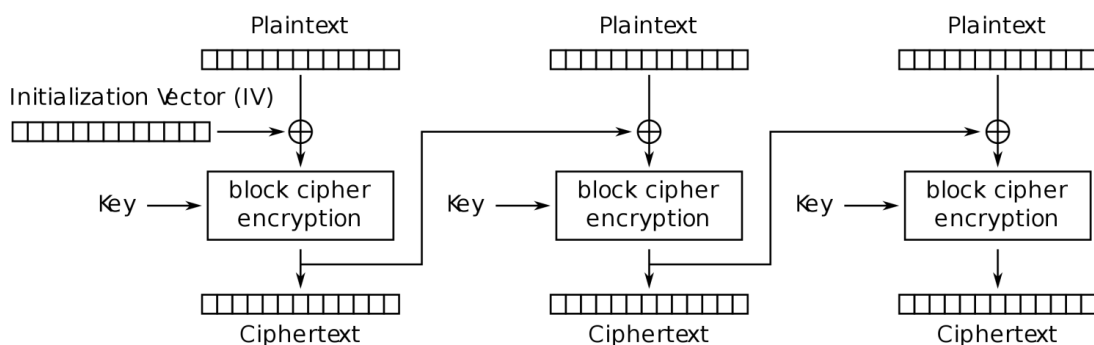 Plaintext
Plaintext
Plaintext
Initialization Vector (IV)
Key
block cipher
encryption
Key
block cipher
encryption
Key
block cipher
encryption
Ciphertext
Ciphertext
Ciphertext